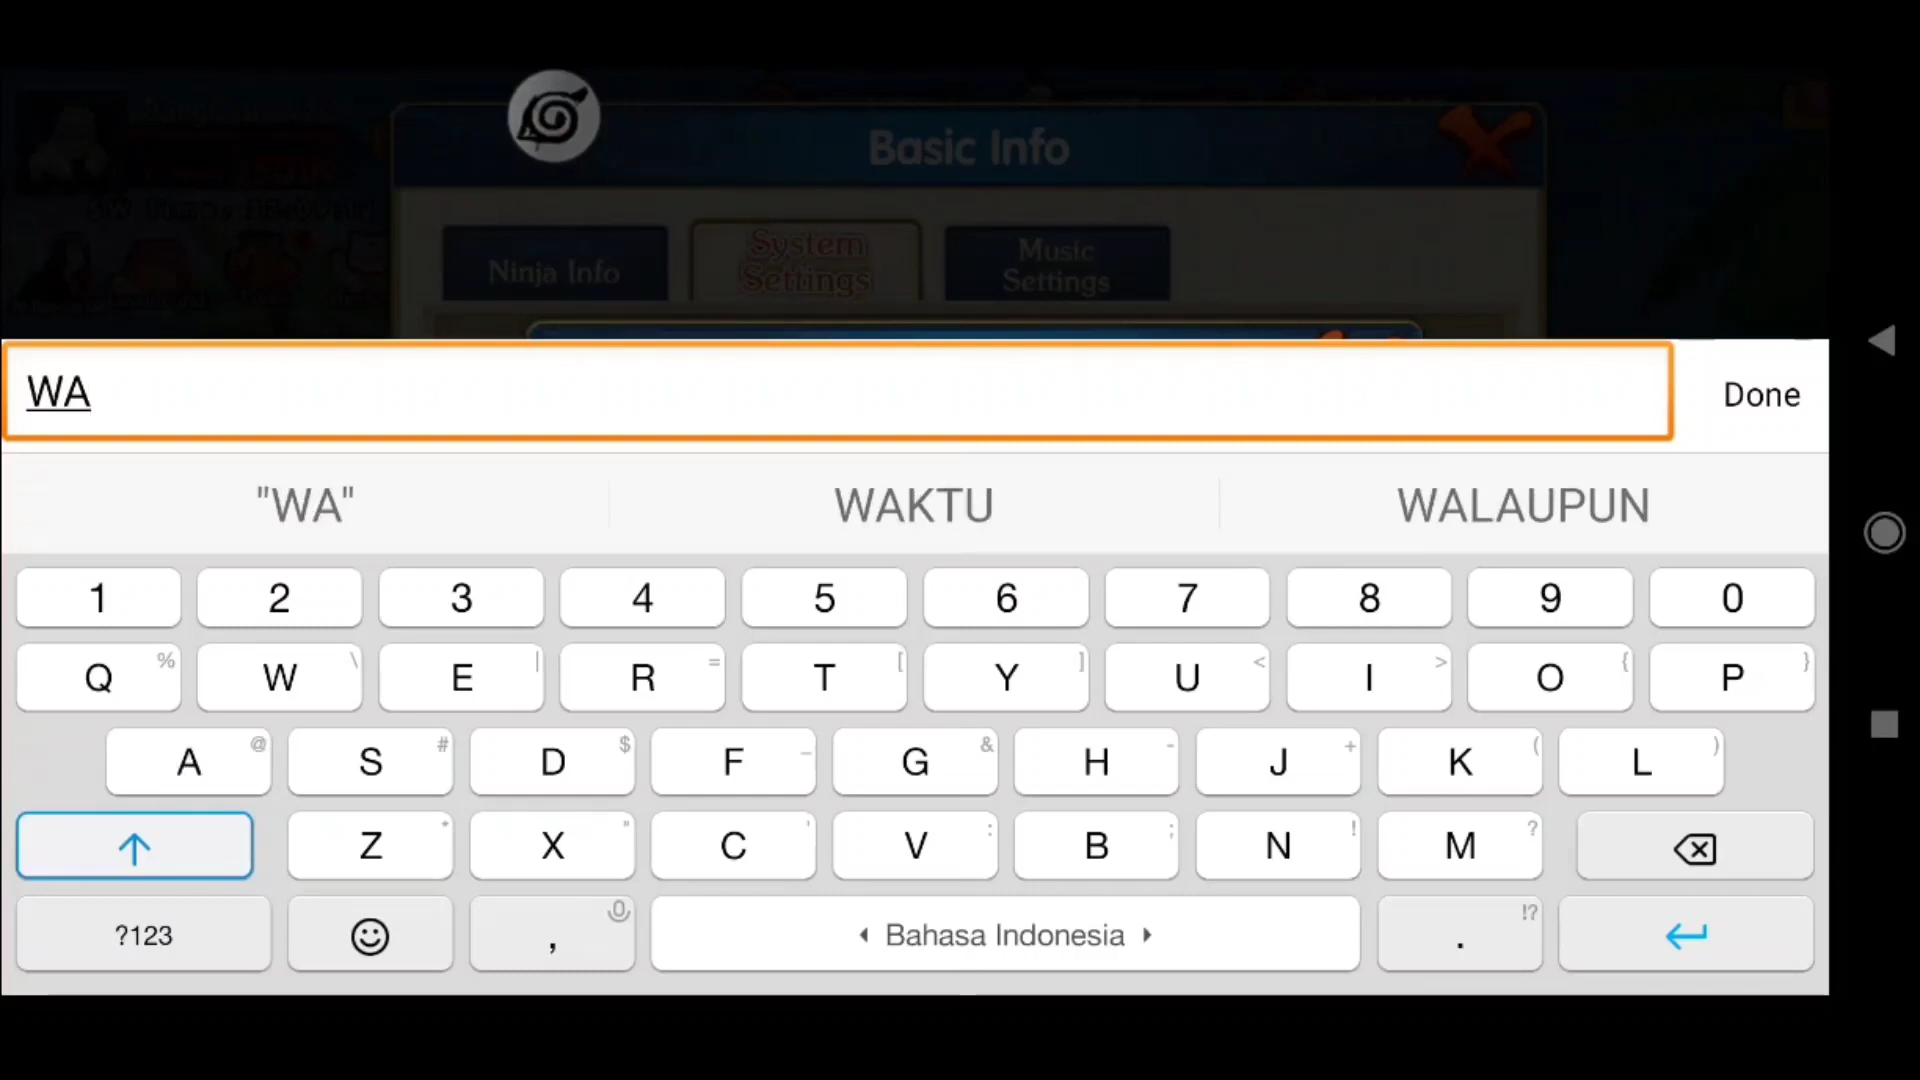 Basic Info
Ninja Info
System
Settings
Music
Settings
WA
Done
"WA" WAKTU WALAUPUN
1 2 3 4 5 6 7 8 9 0
Q % W \ E | R = T [ Y ] U < I > O { P }
A @ S # D $ F _ G & H - J + K ( L )
Z * X " C ' V : B ; N ! M ?
?123 , Bahasa Indonesia . !?